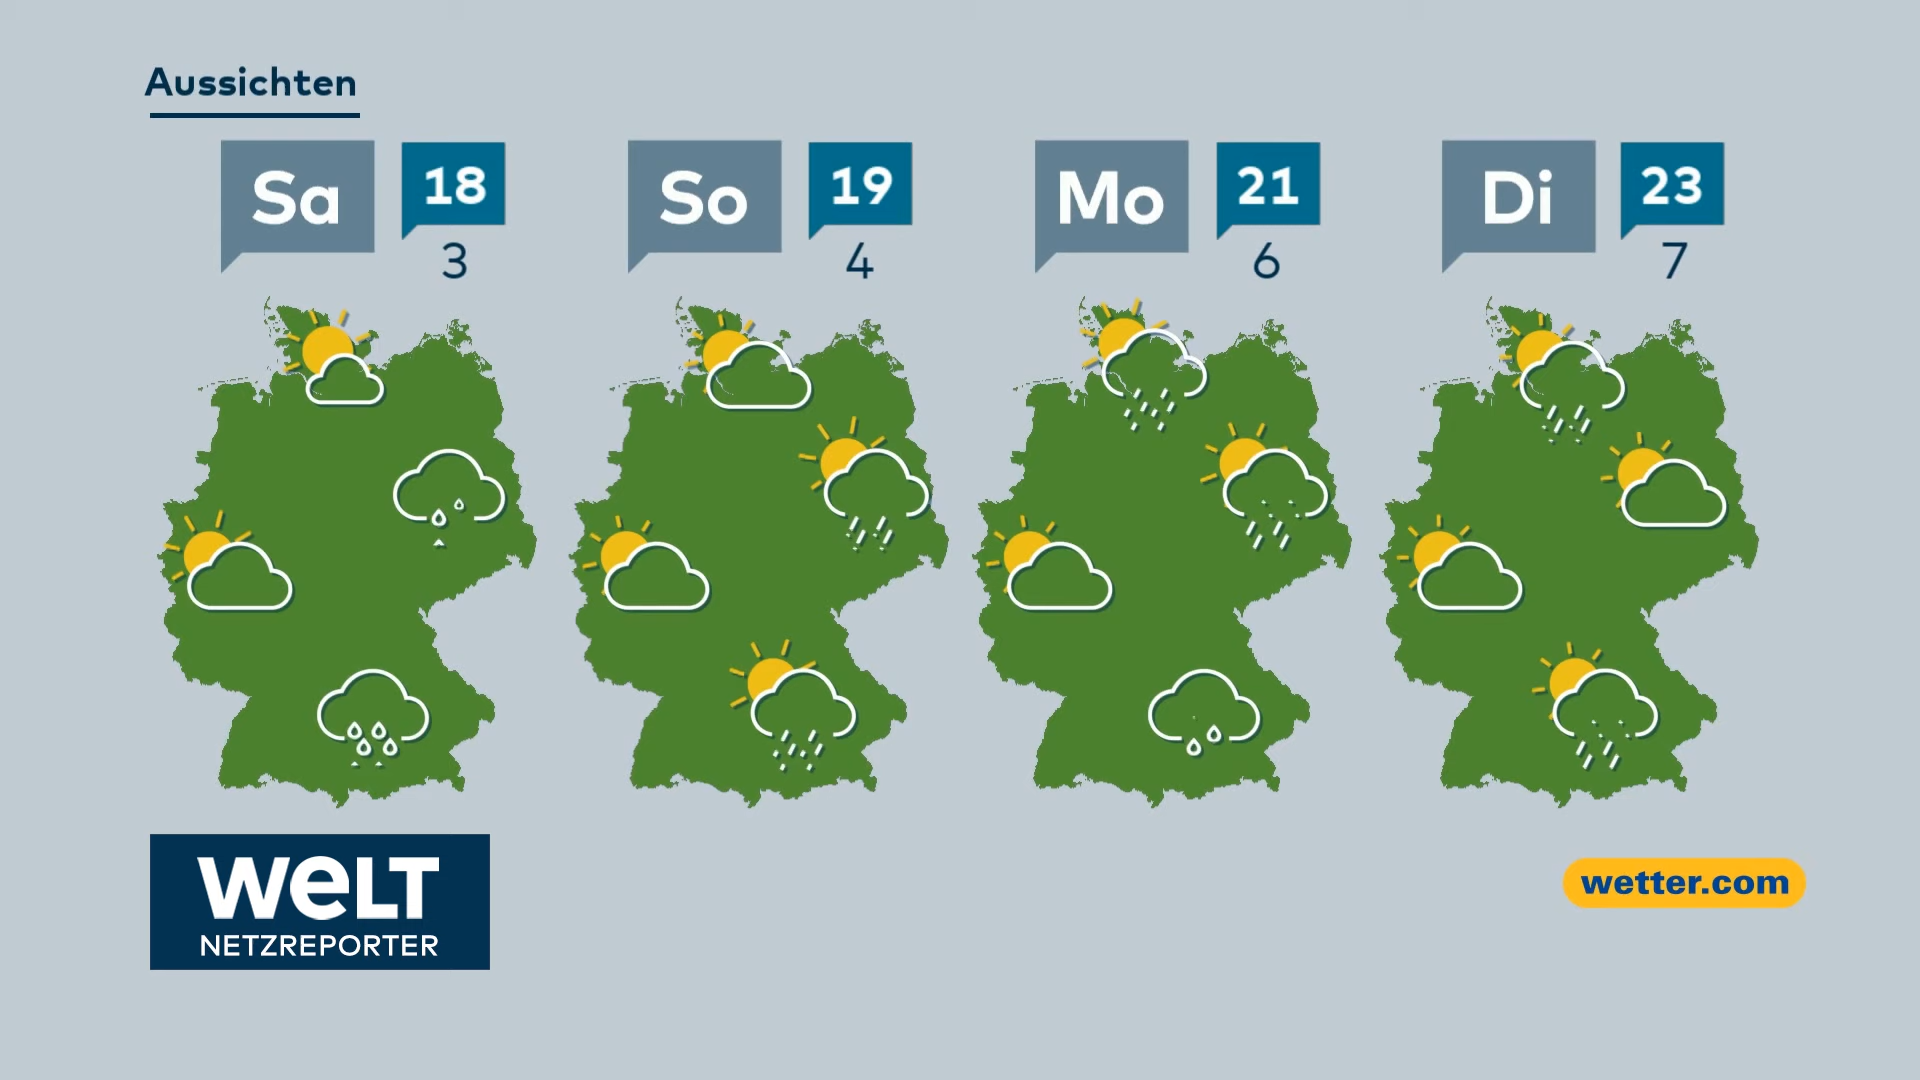 Aussichten
Sa 18 So 19 Mo 21 Di 23
3 4 6 7
WELT
NETZREPORTER
wetter.com